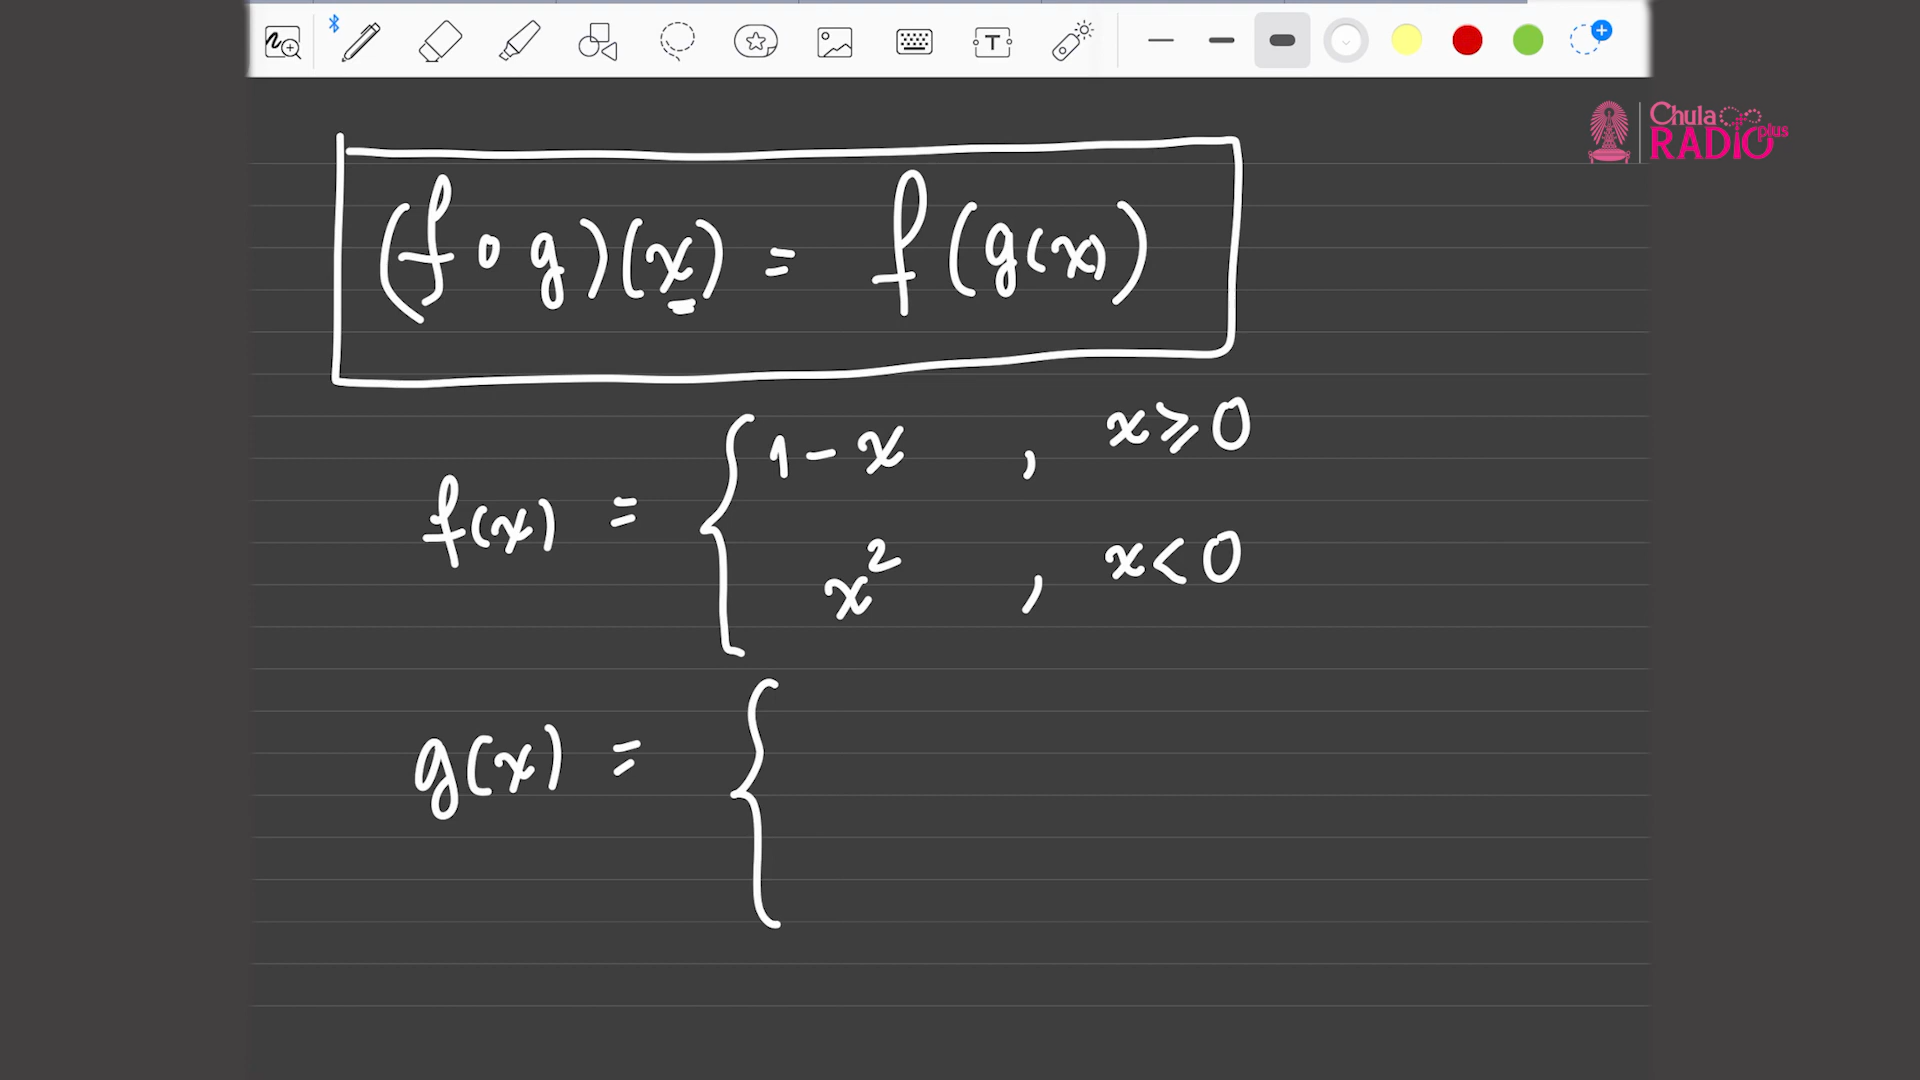 Chula
RADIO plus
(f ∘ g)(x) = f(g(x))
f(x) = { 1 - x , x ⩾ 0
x² , x < 0
g(x) = {